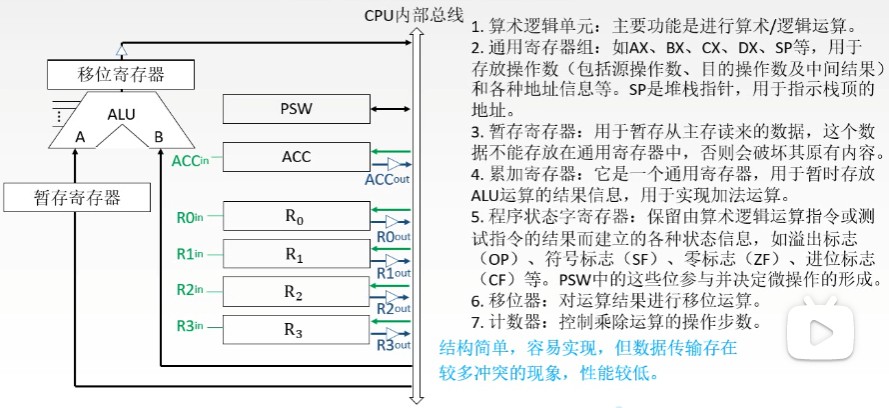 CPU内部总线
移位寄存器
ALU
A
B
暂存寄存器
PSW
ACCin
ACC
ACCout
R0in
R0
R0out
R1in
R1
R1out
R2in
R2
R2out
R3in
R3
R3out
1. 算术逻辑单元：主要功能是进行算术/逻辑运算。
2. 通用寄存器组：如AX、BX、CX、DX、SP等，用于
存放操作数（包括源操作数、目的操作数及中间结果）
和各种地址信息等。SP是堆栈指针，用于指示栈顶的
地址。
3. 暂存寄存器：用于暂存从主存读来的数据，这个数
据不能存放在通用寄存器中，否则会破坏其原有内容。
4. 累加寄存器：它是一个通用寄存器，用于暂时存放
ALU运算的结果信息，用于实现加法运算。
5. 程序状态字寄存器：保留由算术逻辑运算指令或测
试指令的结果而建立的各种状态信息，如溢出标志
（OP）、符号标志（SF）、零标志（ZF）、进位标志
（CF）等。PSW中的这些位参与并决定微操作的形成。
6. 移位器：对运算结果进行移位运算。
7. 计数器：控制乘除运算的操作步数。
结构简单，容易实现，但数据传输存在
较多冲突的现象，性能较低。